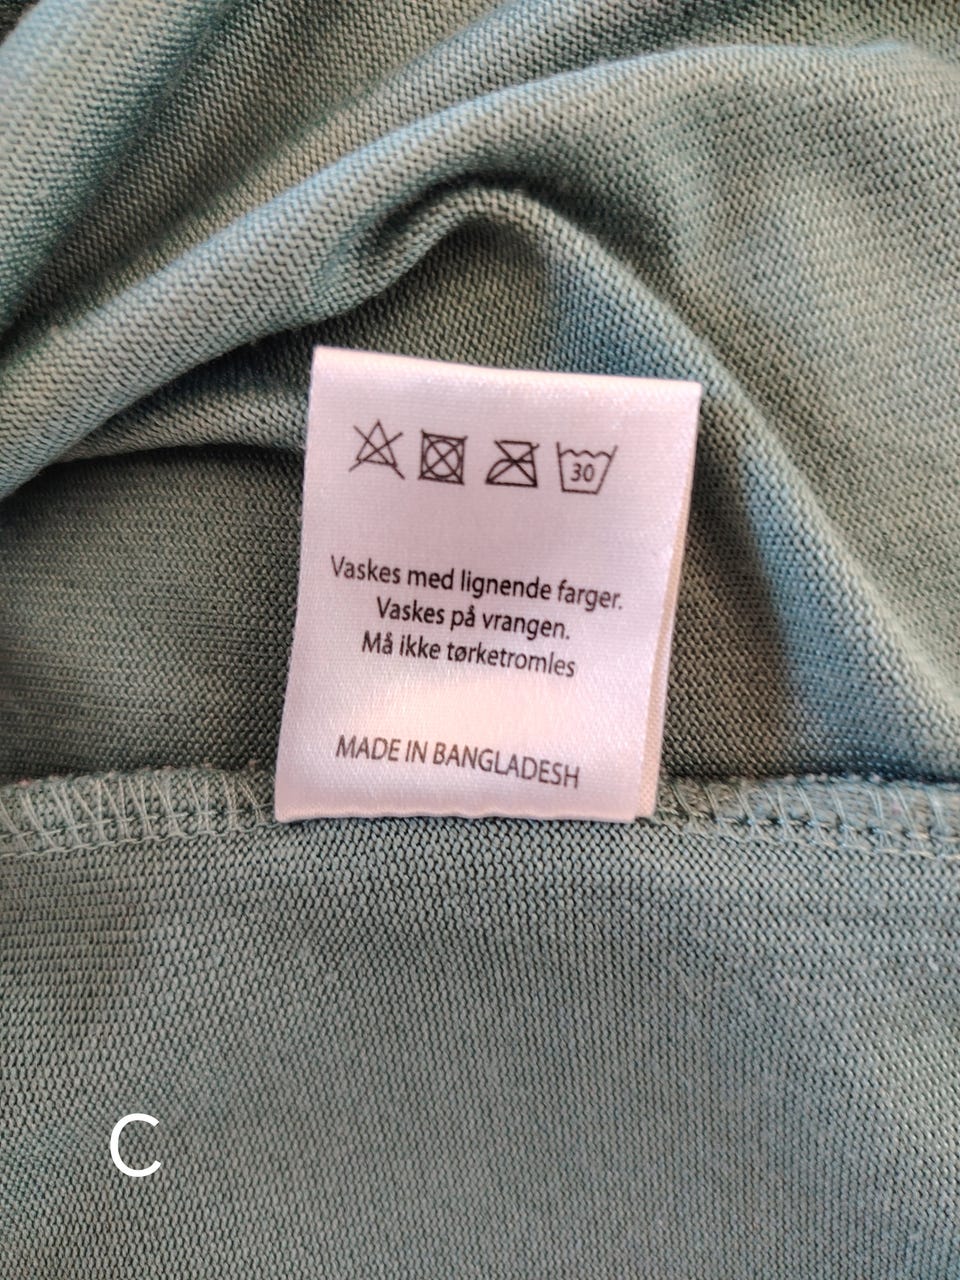 30
Vaskes med lignende farger.
Vaskes på vrangen.
Må ikke tørketromles
MADE IN BANGLADESH
C